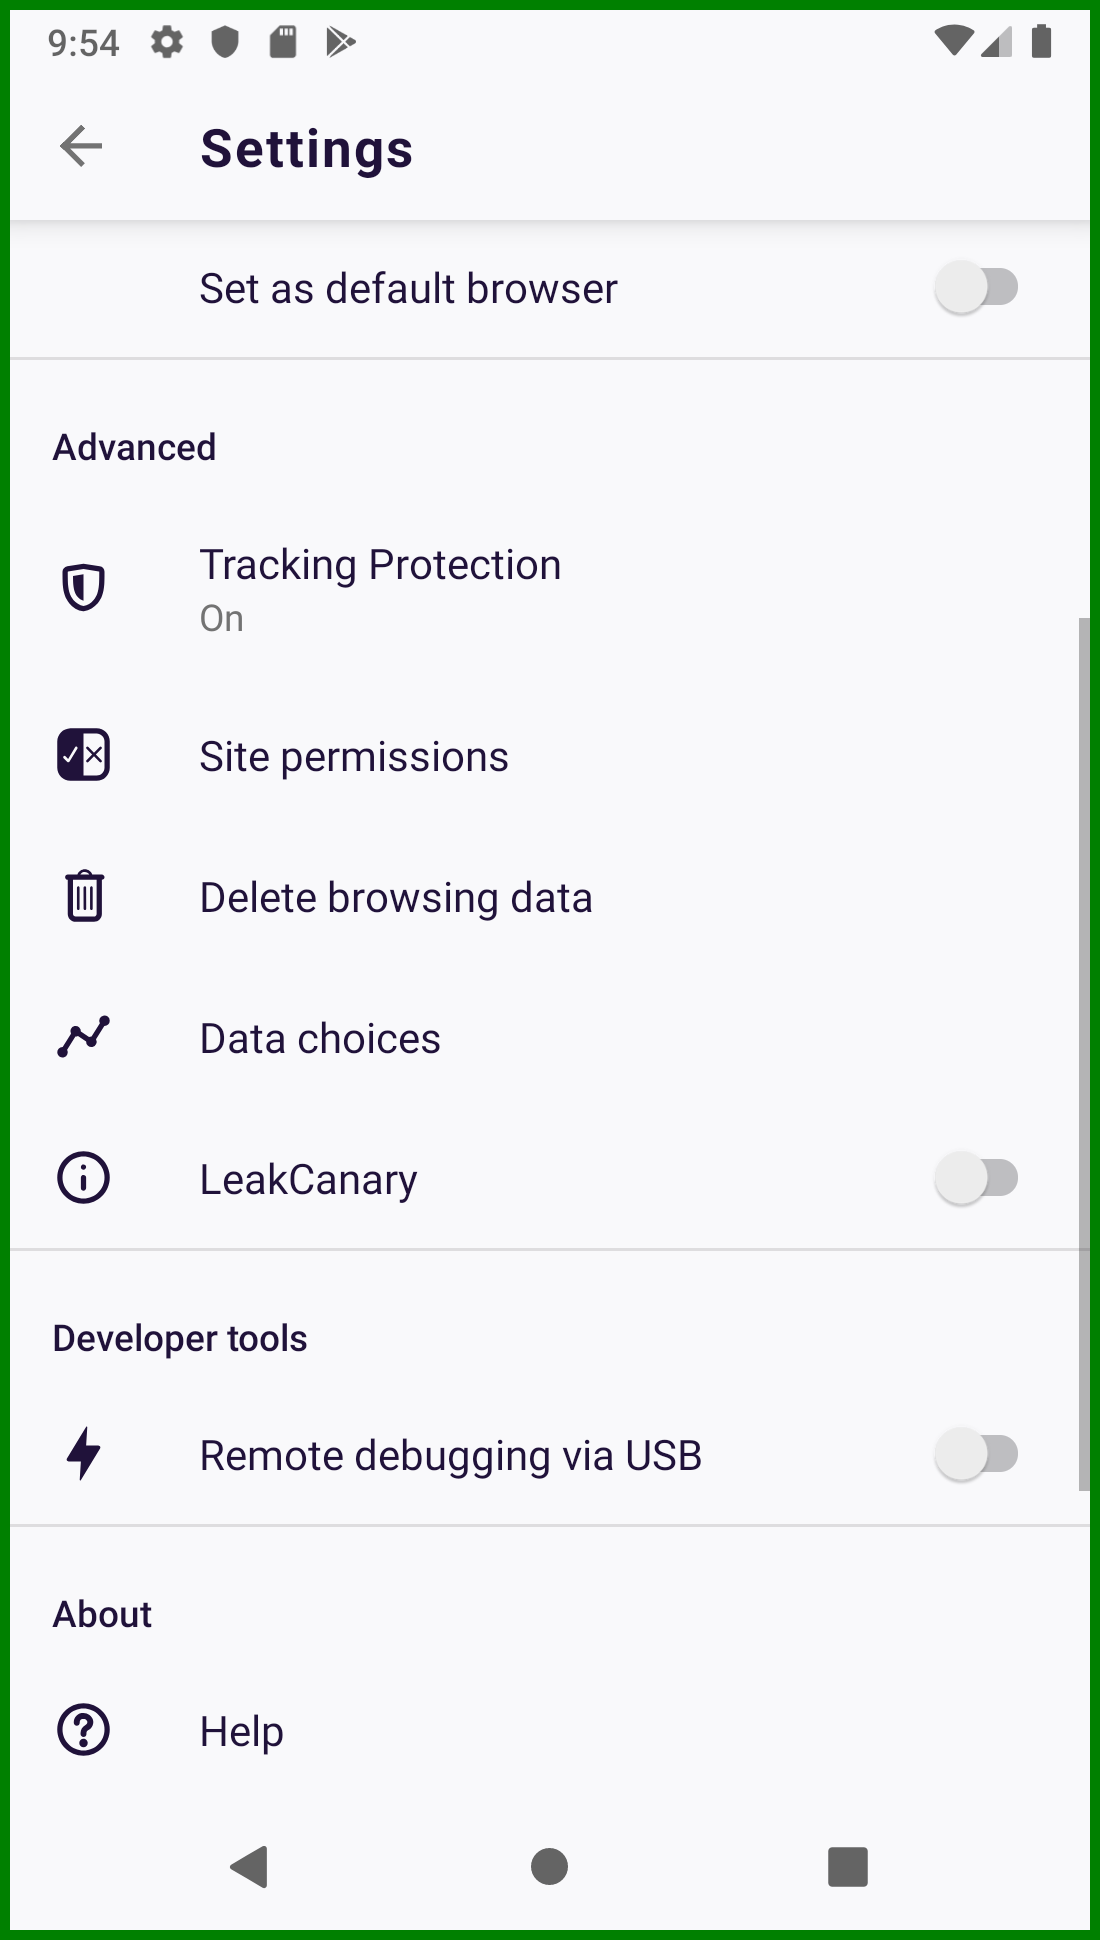 9:54
Settings
Set as default browser
Advanced
Tracking Protection
On
Site permissions
Delete browsing data
Data choices
LeakCanary
Developer tools
Remote debugging via USB
About
Help